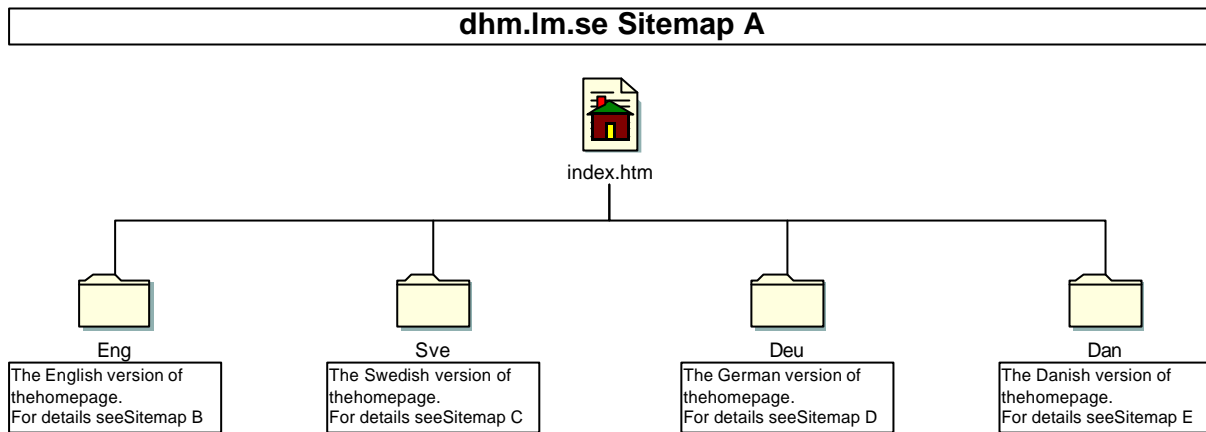 dhm.lm.se Sitemap A
index.htm
Eng
The English version of
thehomepage.
For details seeSitemap B
Sve
The Swedish version of
thehomepage.
For details seeSitemap C
Deu
The German version of
thehomepage.
For details seeSitemap D
Dan
The Danish version of
thehomepage.
For details seeSitemap E